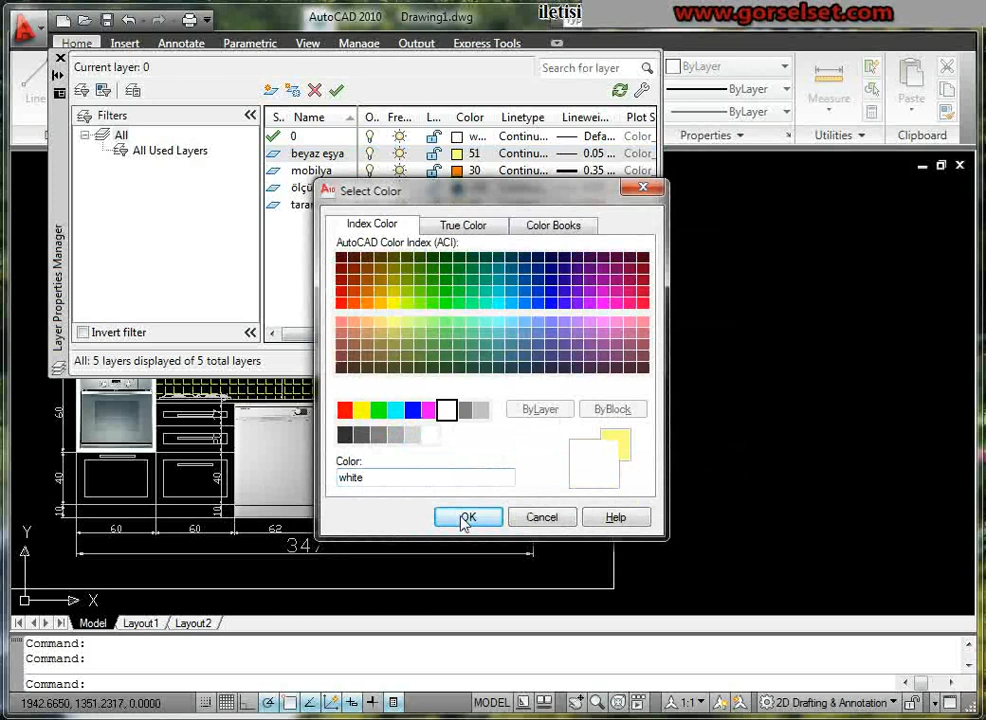 AutoCAD 2010 Drawing1.dwg
iletisi
www.gorselset.com
Home Insert Annotate Parametric View Manage Output Express Tools
Line
Current layer: 0
Search for layer
ByLayer
ByLayer
ByLayer
Measure
Paste
Properties
Utilities
Clipboard
Filters
All
All Used Layers
S.. Name O.. Fre... L... Color Linetype Linewei... Plot S
0 w... Continu... Defa... Color_
beyaz eşya 51 Continu... 0.05 ... Color_
mobilya 30 Continu... 0.35 ... Color_
ölçü
tarar
Invert filter
All: 5 layers displayed of 5 total layers
Layer Properties Manager
Select Color
Index Color True Color Color Books
AutoCAD Color Index (ACI):
ByLayer ByBlock
Color:
white
OK Cancel Help
60
40
10
60 60 62
347
60
40
10
Y
X
Model Layout1 Layout2
Command:
Command:
Command:
1942.6650, 1351.2317, 0.0000
MODEL
1:1
2D Drafting & Annotation